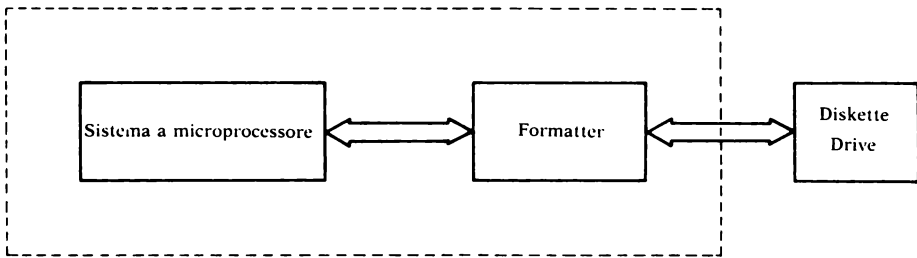 Sistema a microprocessore
Formatter
Diskette
Drive